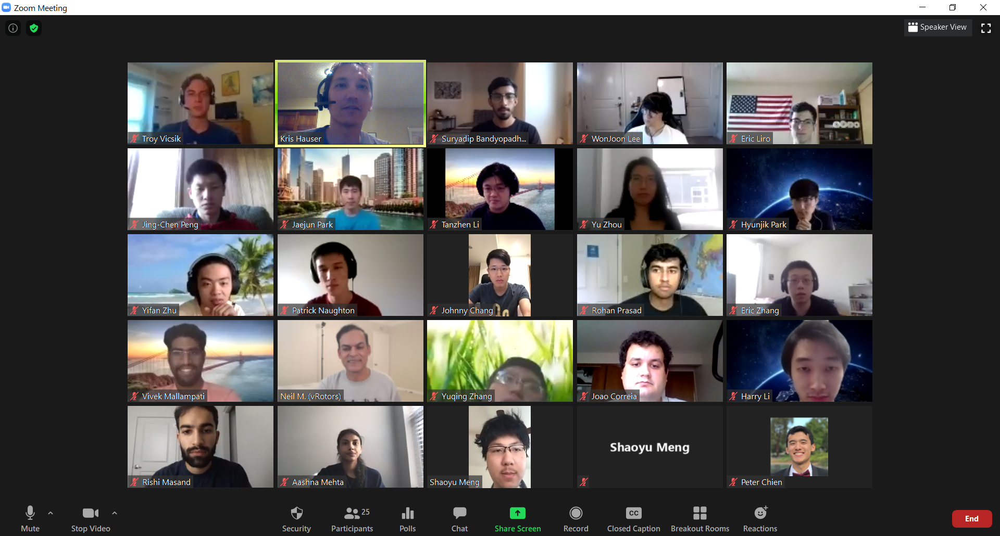 Zoom Meeting
Speaker View
Troy Vicsik
Kris Hauser
Suryadip Bandyopadh...
WonJoon Lee
Eric Liro
Jing-Chen Peng
Jaejun Park
Tanzhen Li
Yu Zhou
Hyunjik Park
Yifan Zhu
Patrick Naughton
Johnny Chang
Rohan Prasad
Eric Zhang
Vivek Mallampati
Neil M. (vRotors)
Yuqing Zhang
Joao Correia
Harry Li
Shaoyu Meng
Rishi Masand
Aashna Mehta
Shaoyu Meng
Peter Chien
25
CC
Mute
Stop Video
Security
Participants
Polls
Chat
Share Screen
Record
Closed Caption
Breakout Rooms
Reactions
End